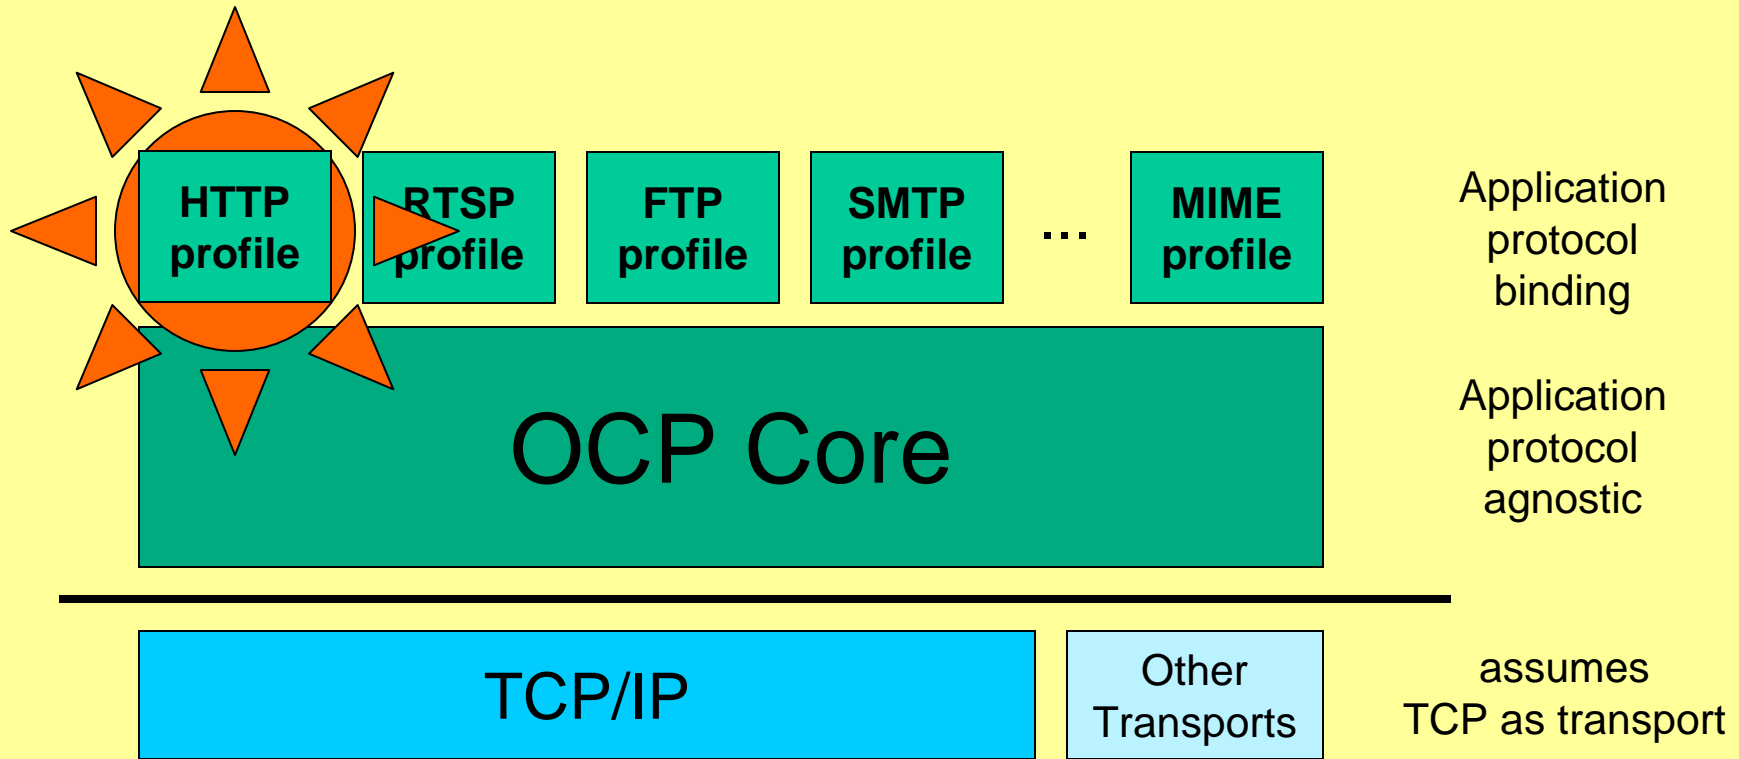 HTTP
profile
RTSP
profile
FTP
profile
SMTP
profile
...
MIME
profile
Application
protocol
binding
OCP Core
Application
protocol
agnostic
TCP/IP
Other
Transports
assumes
TCP as transport